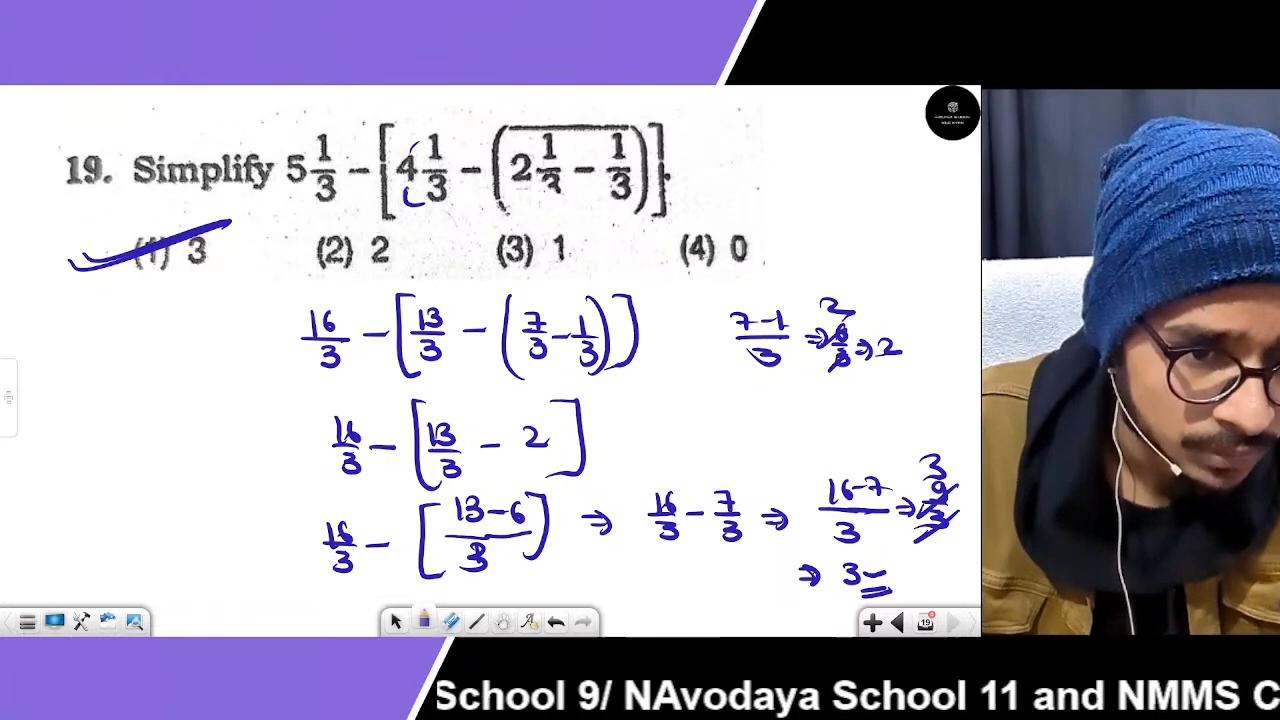 19. Simplify 5 1/3 − [4 1/3 − (2 1/3 − 1/3)].
(1) 3 (2) 2 (3) 1 (4) 0
16/3 − [13/3 − (7/3 − 1/3)] 7−1/3 ⇒ 6/3 2 ⇒ 2
16/3 − [13/3 − 2]
16/3 − [13−6/3] ⇒ 16/3 − 7/3 ⇒ 16−7/3 ⇒ 9/3 3
⇒ 3
19
School 9/ NAvodaya School 11 and NMMS C